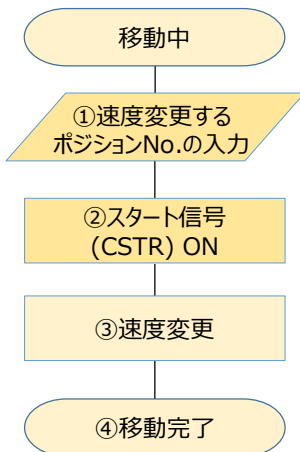 移動中
①速度変更する
ポジションNo.の入力
②スタート信号
(CSTR) ON
③速度変更
④移動完了